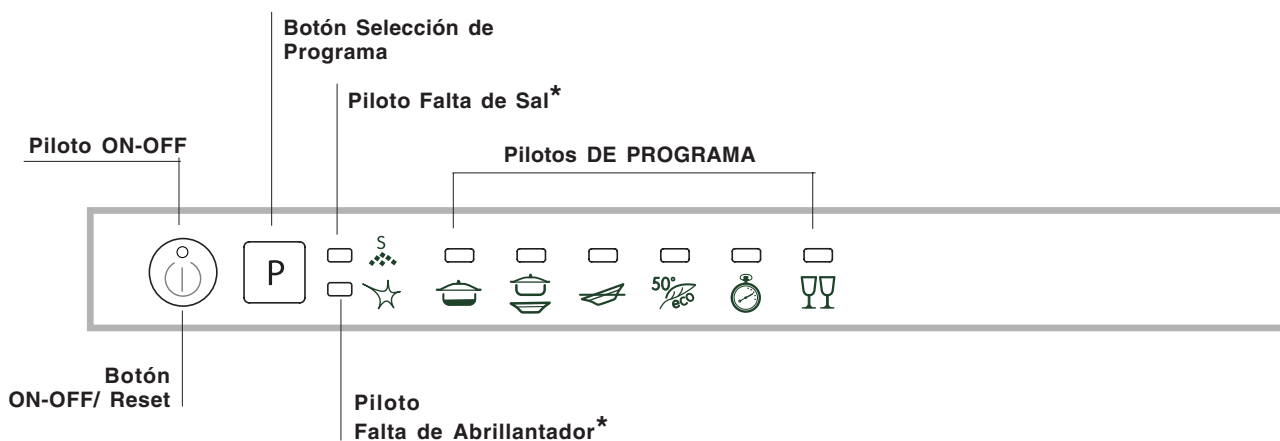 Botón Selección de
Programa
Piloto Falta de Sal*
Piloto ON-OFF
Pilotos DE PROGRAMA
P
S
50°
eco
Botón
ON-OFF/ Reset
Piloto
Falta de Abrillantador*